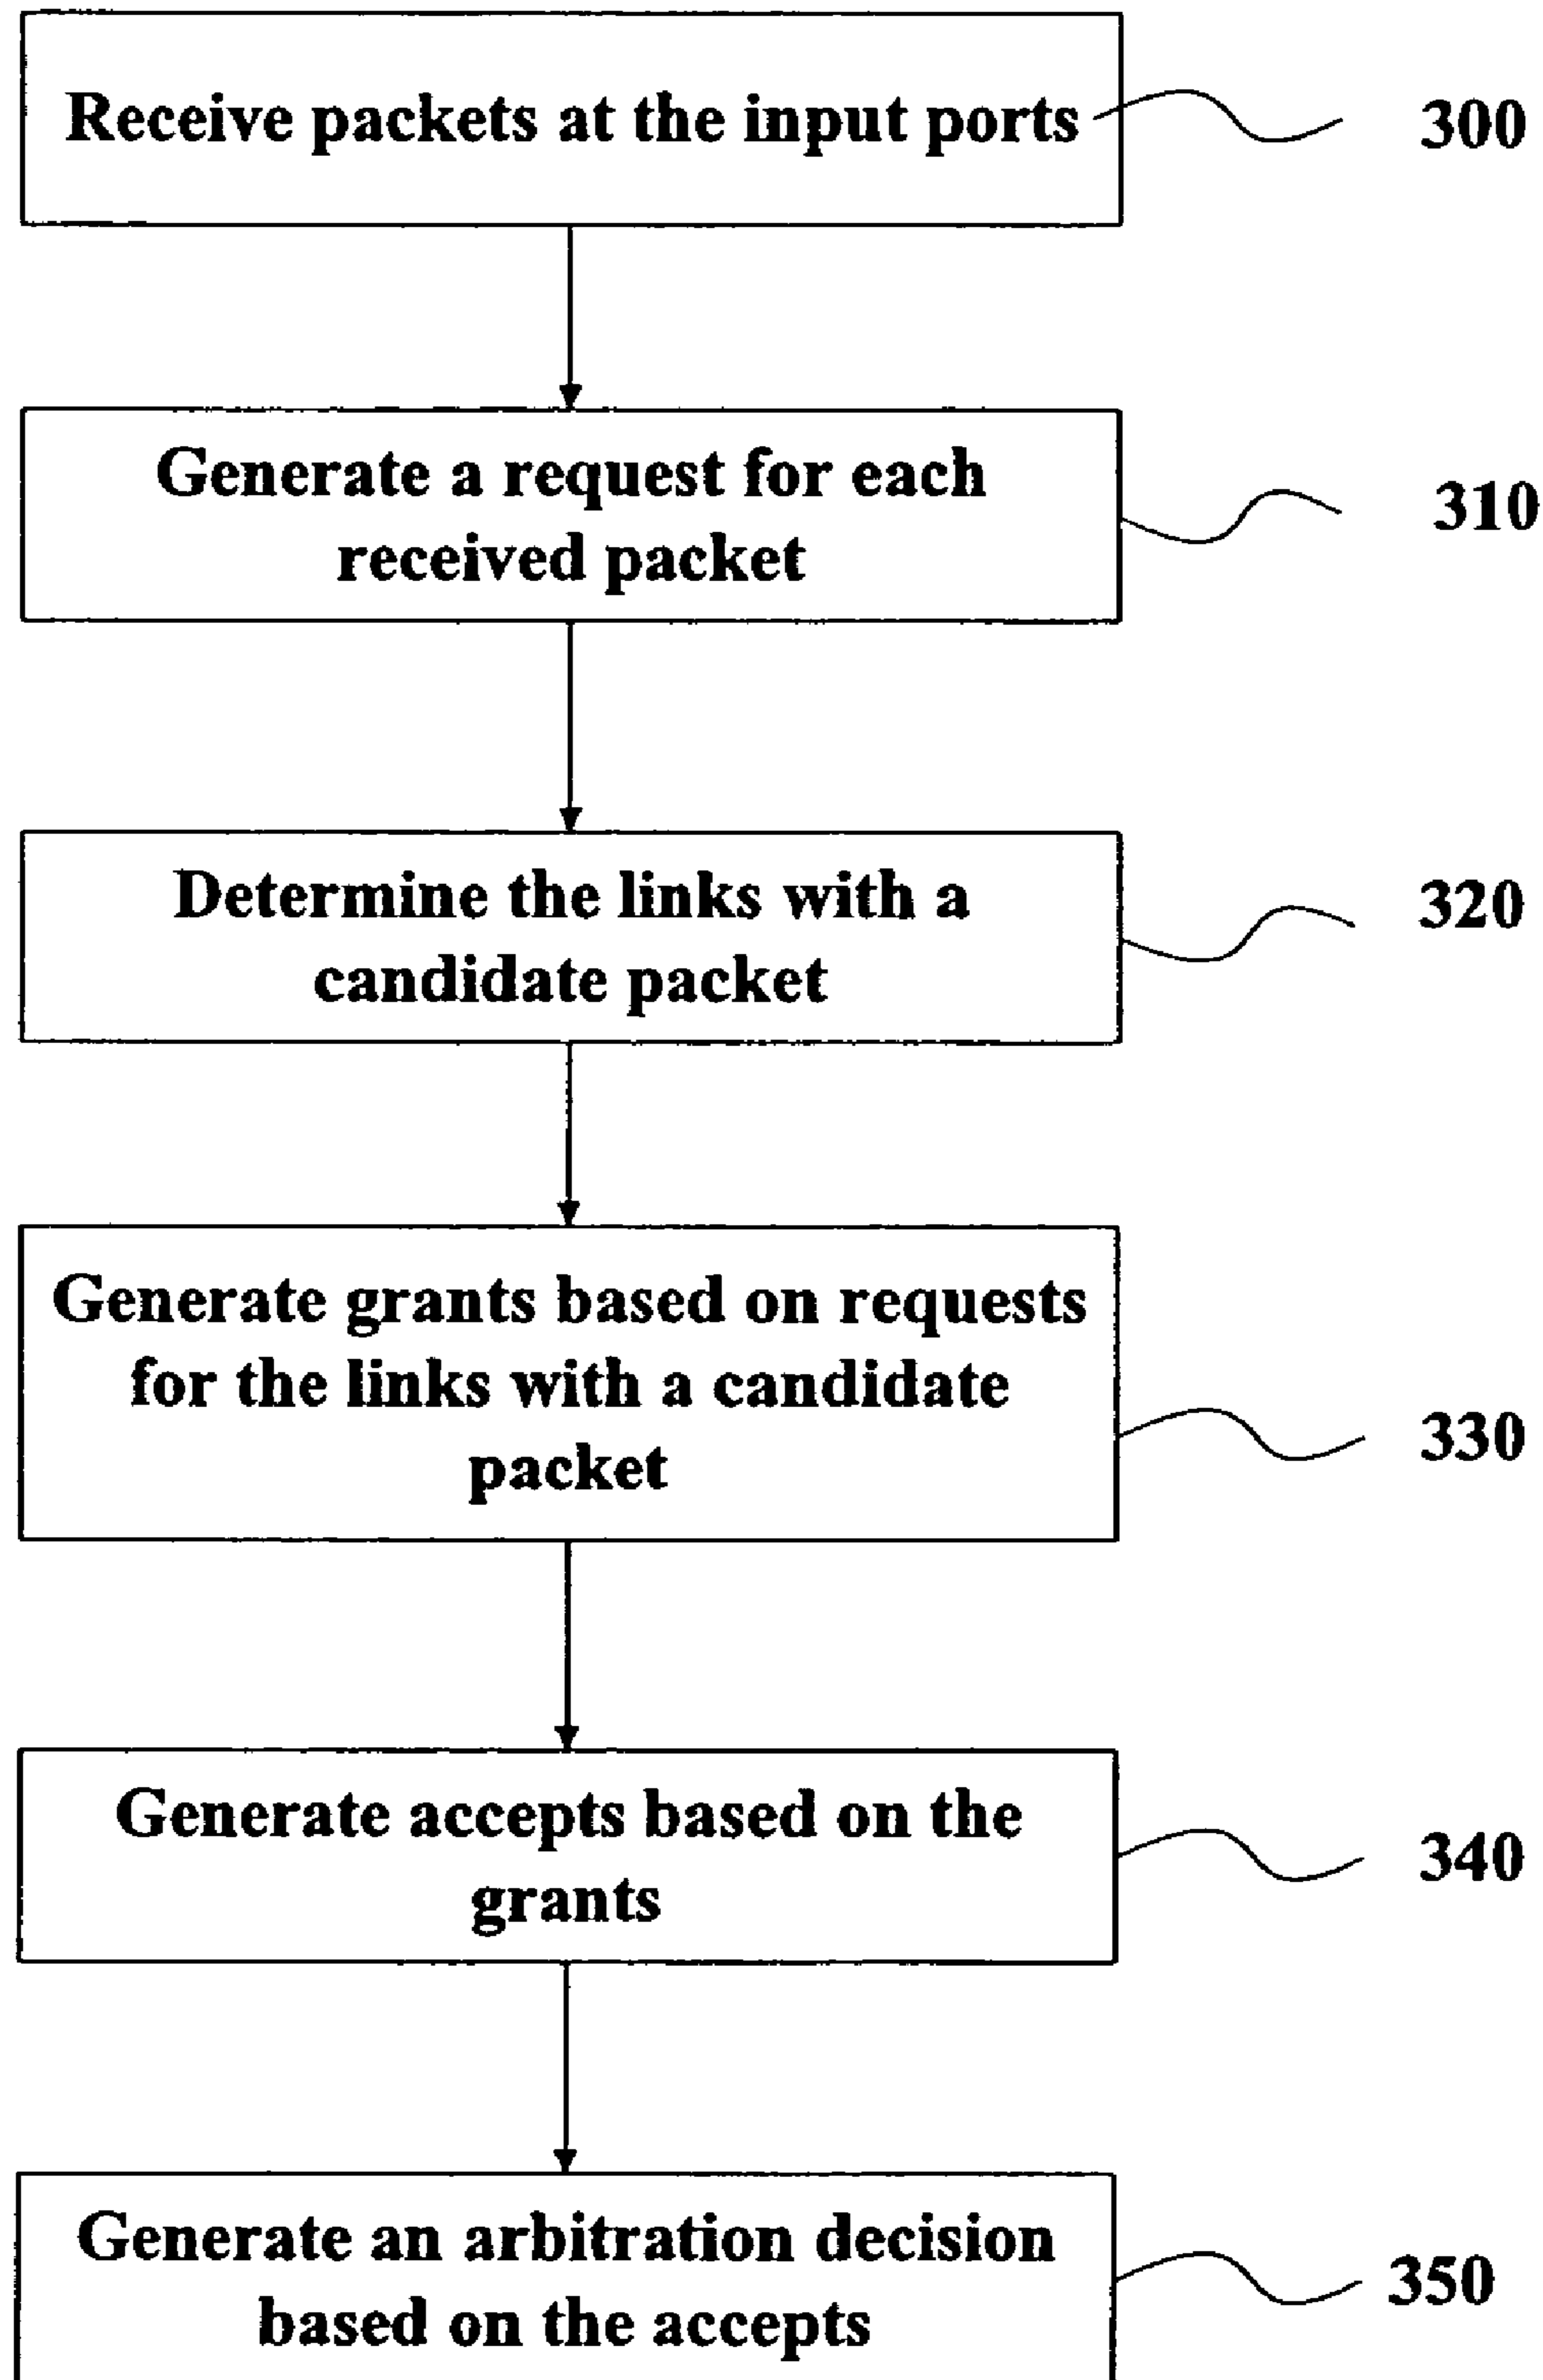 Receive packets at the input ports
300
Generate a request for each
received packet
310
Determine the links with a
candidate packet
320
Generate grants based on requests
for the links with a candidate
packet
330
Generate accepts based on the
grants
340
Generate an arbitration decision
based on the accepts
350